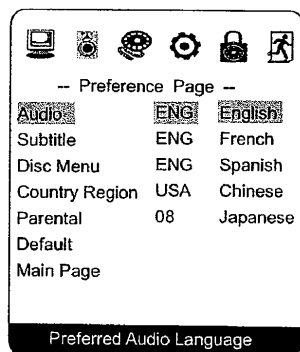 -- Preference Page --
Audio ENG English
Subtitle ENG French
Disc Menu ENG Spanish
Country Region USA Chinese
Parental 08 Japanese
Default
Main Page
Preferred Audio Language